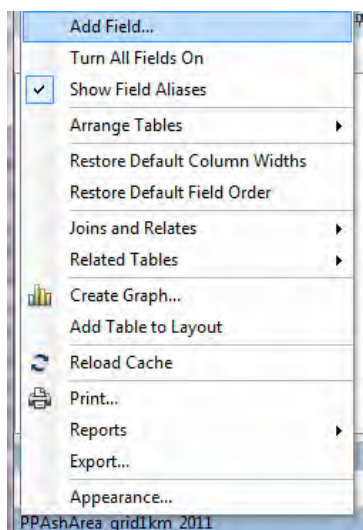 Add Field...
Turn All Fields On
Show Field Aliases
Arrange Tables
Restore Default Column Widths
Restore Default Field Order
Joins and Relates
Related Tables
Create Graph...
Add Table to Layout
Reload Cache
Print...
Reports
Export...
Appearance...
PPAshArea_grid1km_2011